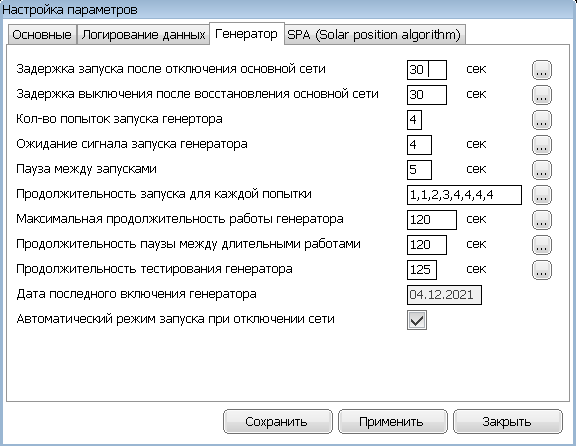 Настройка параметров
Основные Логирование данных Генератор SPA (Solar position algorithm)
Задержка запуска после отключения основной сети 30 сек ...
Задержка выключения после восстановления основной сети 30 сек ...
Кол-во попыток запуска генертора 4 ...
Ожидание сигнала запуска генератора 4 сек ...
Пауза между запусками 5 сек ...
Продолжительность запуска для каждой попытки 1,1,2,3,4,4,4,4 ...
Максимальная продолжительность работы генератора 120 сек ...
Продолжительность паузы между длительными работами 120 сек ...
Продолжительность тестирования генератора 125 сек ...
Дата последнего включения генератора 04.12.2021
Автоматический режим запуска при отключении сети
Сохранить Применить Закрыть